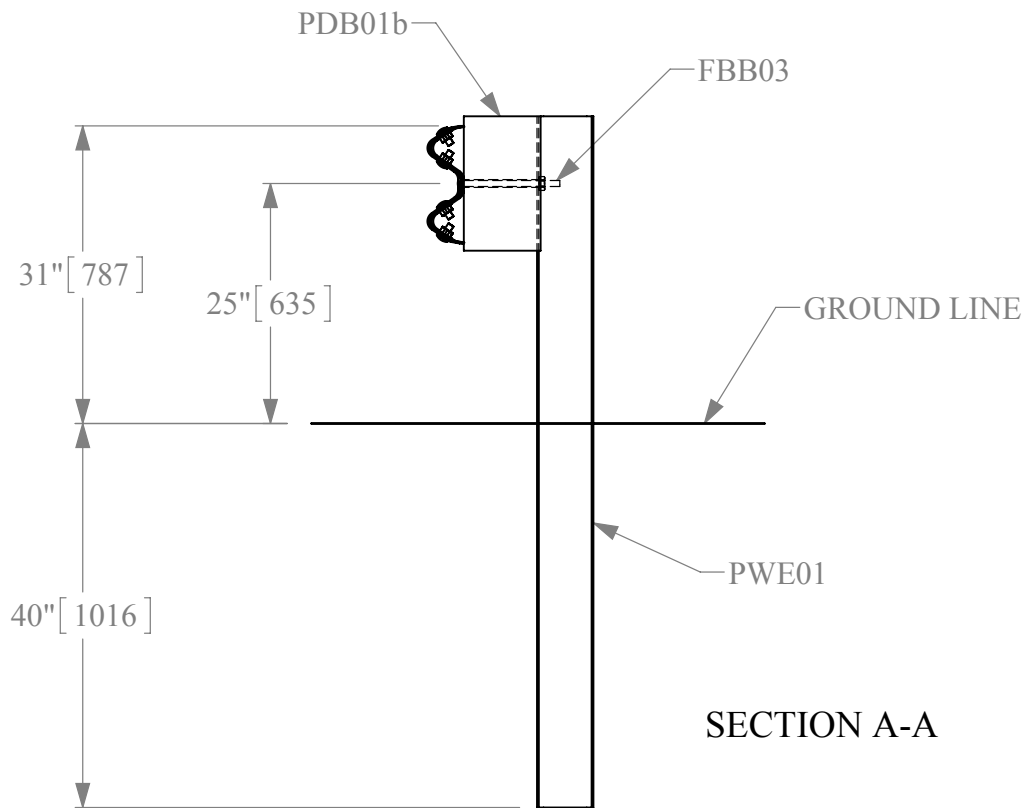 PDB01b
FBB03
31"[ 787 ]
25"[ 635 ]
GROUND LINE
PWE01
40"[ 1016 ]
SECTION A-A